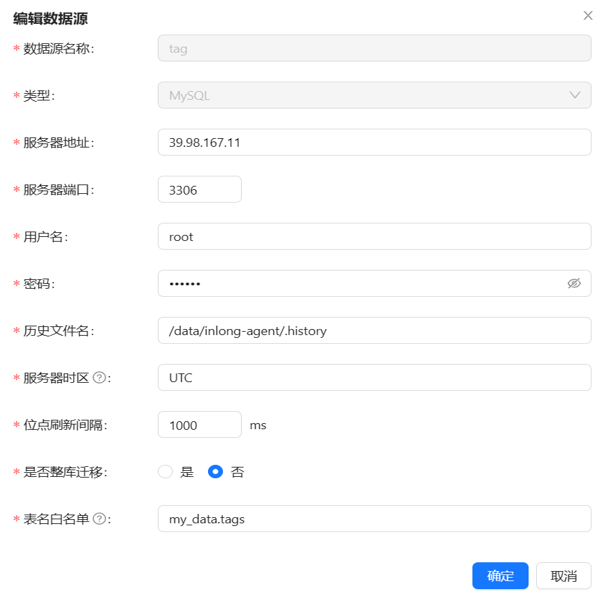 编辑数据源
* 数据源名称: tag
* 类型: MySQL
* 服务器地址: 39.98.167.11
* 服务器端口: 3306
* 用户名: root
* 密码: ••••••
* 历史文件名: /data/inlong-agent/.history
* 服务器时区 ?: UTC
* 位点刷新间隔: 1000 ms
* 是否整库迁移: 是 否
* 表名白名单 ?: my_data.tags
确定 取消